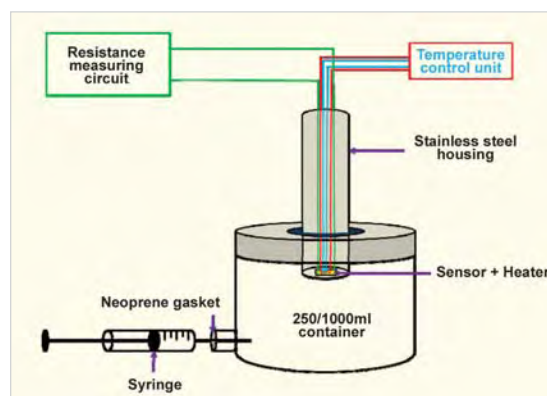 Resistance
measuring
circuit
Temperature
control unit
Stainless steel
housing
Sensor + Heater
Neoprene gasket
250/1000ml
container
Syringe